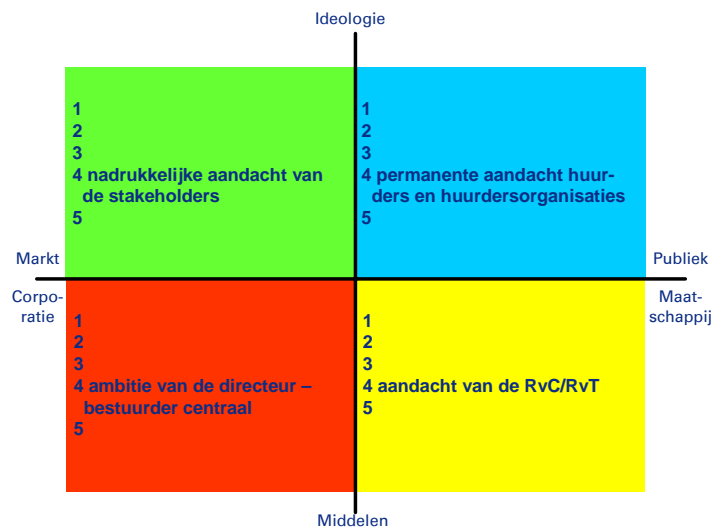 Ideologie
1
2
3
4 nadrukkelijke aandacht van
de stakeholders
5
1
2
3
4 permanente aandacht huur-
ders en huurdersorganisaties
5
Markt
Publiek
Corpo-
ratie
Maat-
schappij
1
2
3
4 ambitie van de directeur –
bestuurder centraal
5
1
2
3
4 aandacht van de RvC/RvT
5
Middelen